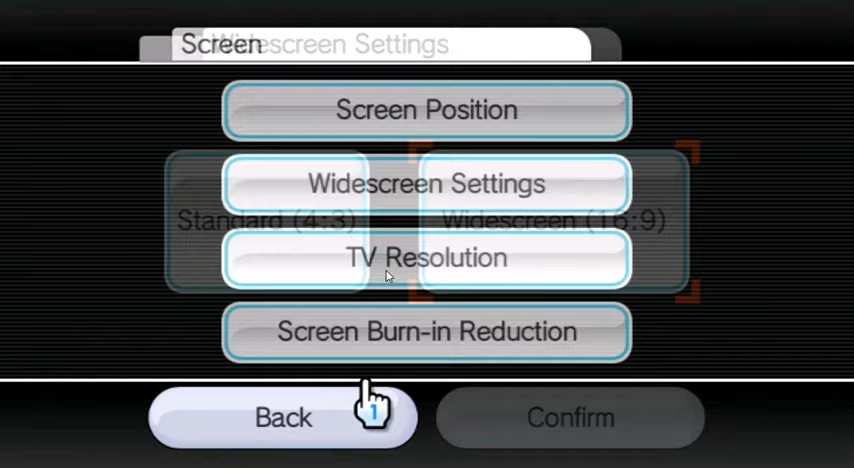 Screen
Widescreen Settings
Screen Position
Widescreen Settings
Standard (4:3)
Widescreen (16:9)
TV Resolution
Screen Burn-in Reduction
Back
1
Confirm